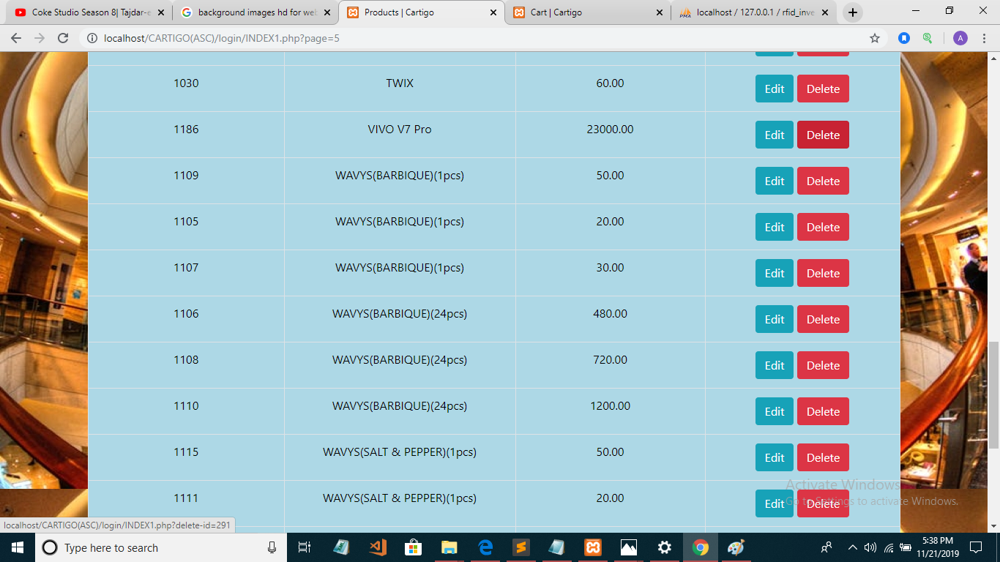 Coke Studio Season 8| Tajdar-e
background images hd for web
Products | Cartigo
Cart | Cartigo
localhost / 127.0.0.1 / rfid_inve
localhost/CARTIGO(ASC)/login/INDEX1.php?page=5
A
1030 TWIX 60.00 Edit Delete
1186 VIVO V7 Pro 23000.00 Edit Delete
1109 WAVYS(BARBIQUE)(1pcs) 50.00 Edit Delete
1105 WAVYS(BARBIQUE)(1pcs) 20.00 Edit Delete
1107 WAVYS(BARBIQUE)(1pcs) 30.00 Edit Delete
1106 WAVYS(BARBIQUE)(24pcs) 480.00 Edit Delete
1108 WAVYS(BARBIQUE)(24pcs) 720.00 Edit Delete
1110 WAVYS(BARBIQUE)(24pcs) 1200.00 Edit Delete
1115 WAVYS(SALT & PEPPER)(1pcs) 50.00 Edit Delete
1111 WAVYS(SALT & PEPPER)(1pcs) 20.00 Edit Delete
Activate Windows
Go to Settings to activate Windows.
localhost/CARTIGO(ASC)/login/INDEX1.php?delete-id=291
Type here to search
5:38 PM
11/21/2019